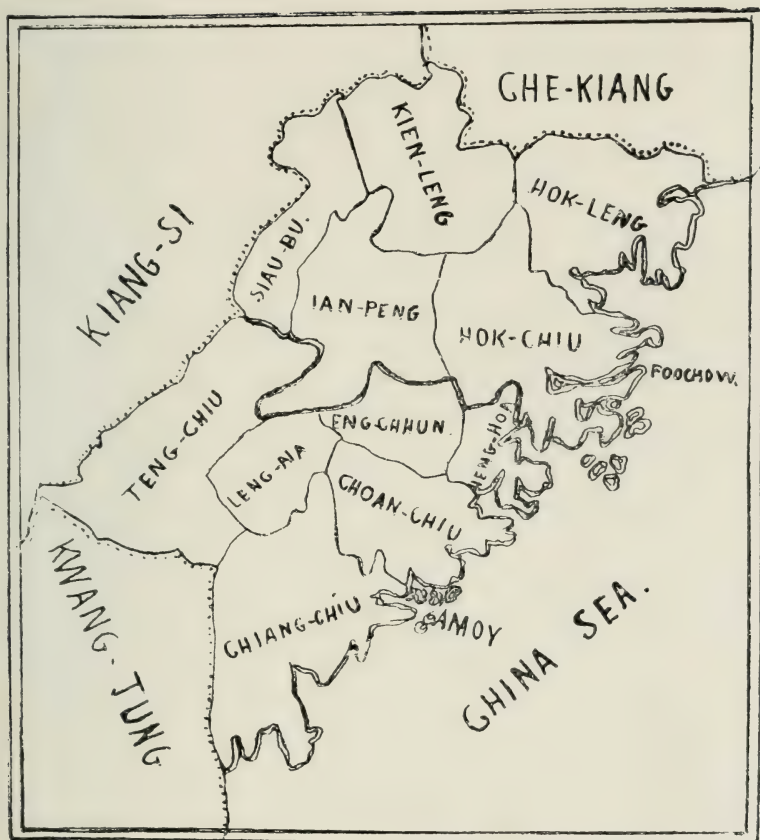 CHE-KIANG
KIEN-LENG
HOK-LENG
KIANG-SI
SIAU-BU.
IAN-PENG
HOK-CHIU
FOOCHOW.
TENG-CHIU
ENG-CHHUN.
HENG-HOA
LENG-NA
CHOAN-CHIU
KWANG-TUNG
CHIANG-CHIU
AMOY
CHINA SEA.